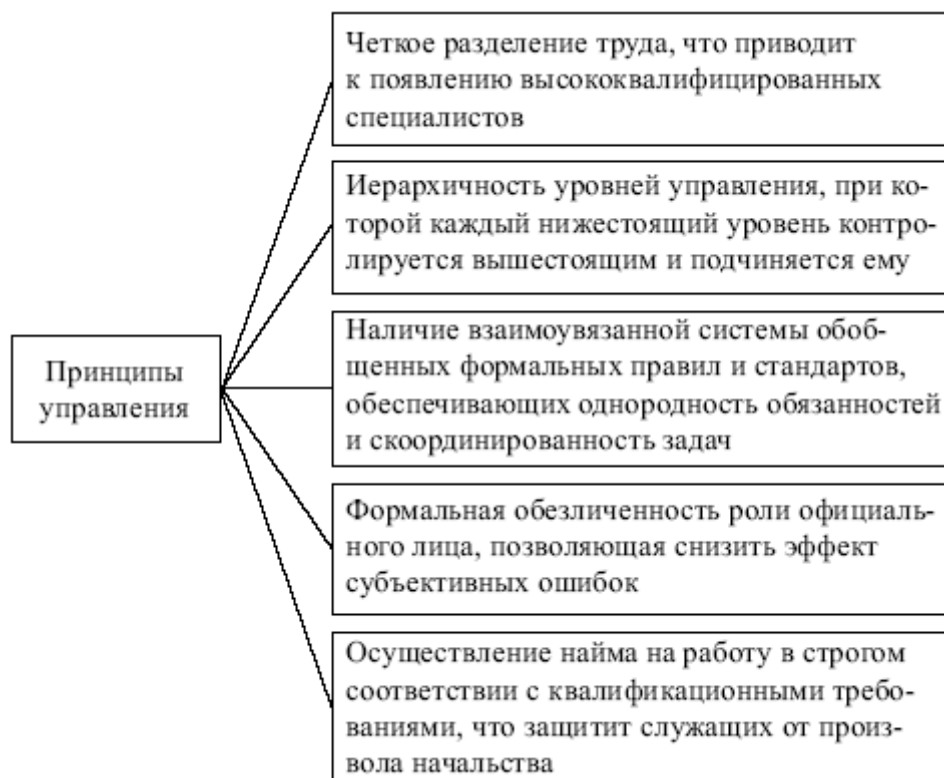 Четкое разделение труда, что приводит
к появлению высококвалифицированных
специалистов
Иерархичность уровней управления, при ко-
торой каждый нижестоящий уровень контро-
лируется вышестоящим и подчиняется ему
Принципы
управления
Наличие взаимоувязанной системы обоб-
щенных формальных правил и стандартов,
обеспечивающих однородность обязанностей
и скоординированность задач
Формальная обезличенность роли официаль-
ного лица, позволяющая снизить эффект
субъективных ошибок
Осуществление найма на работу в строгом
соответствии с квалификационными требо-
ваниями, что защитит служащих от произ-
вола начальства